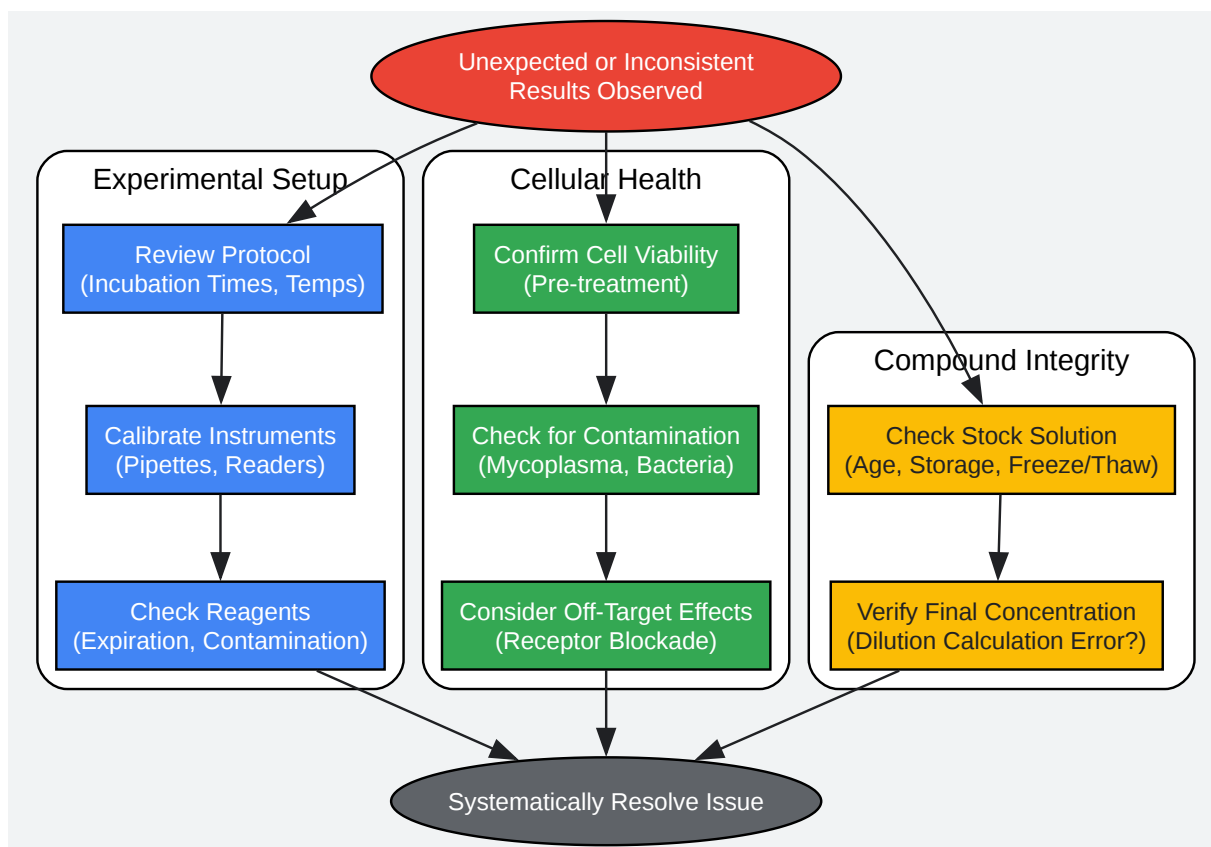 Unexpected or Inconsistent
Results Observed
Experimental Setup
Review Protocol
(Incubation Times, Temps)
Calibrate Instruments
(Pipettes, Readers)
Check Reagents
(Expiration, Contamination)
Cellular Health
Confirm Cell Viability
(Pre-treatment)
Check for Contamination
(Mycoplasma, Bacteria)
Consider Off-Target Effects
(Receptor Blockade)
Compound Integrity
Check Stock Solution
(Age, Storage, Freeze/Thaw)
Verify Final Concentration
(Dilution Calculation Error?)
Systematically Resolve Issue